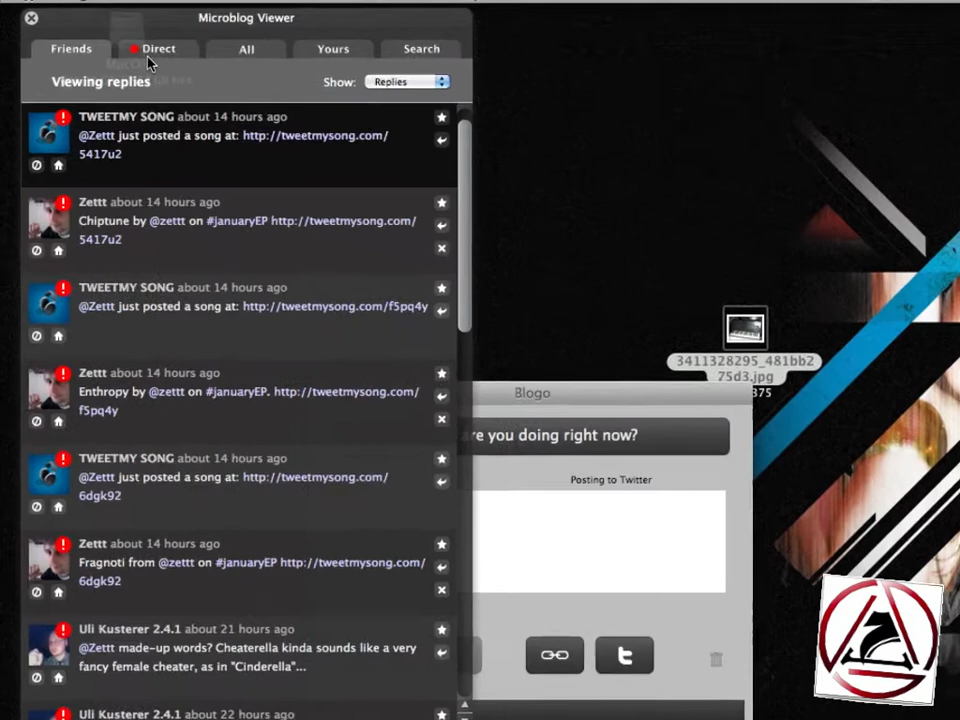 Microblog Viewer
Friends
Direct
All
Yours
Search
Viewing replies
Show:
Replies
TWEETMY SONG about 14 hours ago
@Zettt just posted a song at: http://tweetmysong.com/
5417u2
Zettt about 14 hours ago
Chiptune by @zettt on #januaryEP http://tweetmysong.com/
5417u2
TWEETMY SONG about 14 hours ago
@Zettt just posted a song at: http://tweetmysong.com/f5pq4y
Zettt about 14 hours ago
Enthropy by @zettt on #januaryEP. http://tweetmysong.com/
f5pq4y
TWEETMY SONG about 14 hours ago
@Zettt just posted a song at: http://tweetmysong.com/
6dgk92
Zettt about 14 hours ago
Fragnoti from @zettt on #januaryEP http://tweetmysong.com/
6dgk92
Uli Kusterer 2.4.1 about 21 hours ago
@Zettt made-up words? Cheaterella kinda sounds like a very
fancy female cheater, as in "Cinderella"...
Uli Kusterer 2.4.1 about 22 hours ago
3411328295_481bb2
75d3.jpg
375
Blogo
re you doing right now?
Posting to Twitter